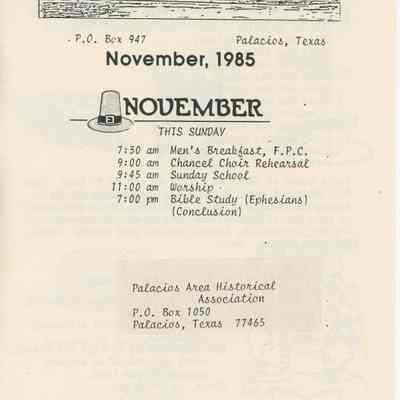 P.O. Box 947 Palacios, Texas
November, 1985
NOVEMBER
THIS SUNDAY
7:30 am Men's Breakfast, F.P.C.
9:00 am Chancel Choir Rehearsal
9:45 am Sunday School
11:00 am Worship
7:00 pm Bible Study (Ephesians)
(Conclusion)
Palacios Area Historical
Association
P.O. Box 1050
Palacios, Texas 77465